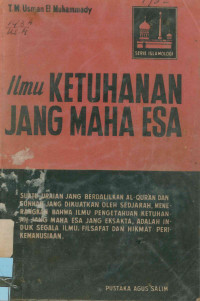 T.M. Usman El Muhammady
SERIE ISLAMOLOGI
Ilmu KETUHANAN
JANG MAHA ESA
SUATU URAIAN JANG BERDALILKAN AL QURAN DAN
SUNNAH JANG DIKUATKAN OLEH SEDJARAH, MENE
RANGKAN BAHWA ILMU PENGETAHUAN KETUHAN
AN JANG MAHA ESA JANG EKSAKTA, ADALAH IN
DUK SEGALA ILMU, FILSAFAT DAN HIKMAT PERI
KEMANUSIAAN.
PUSTAKA AGUS SALIM